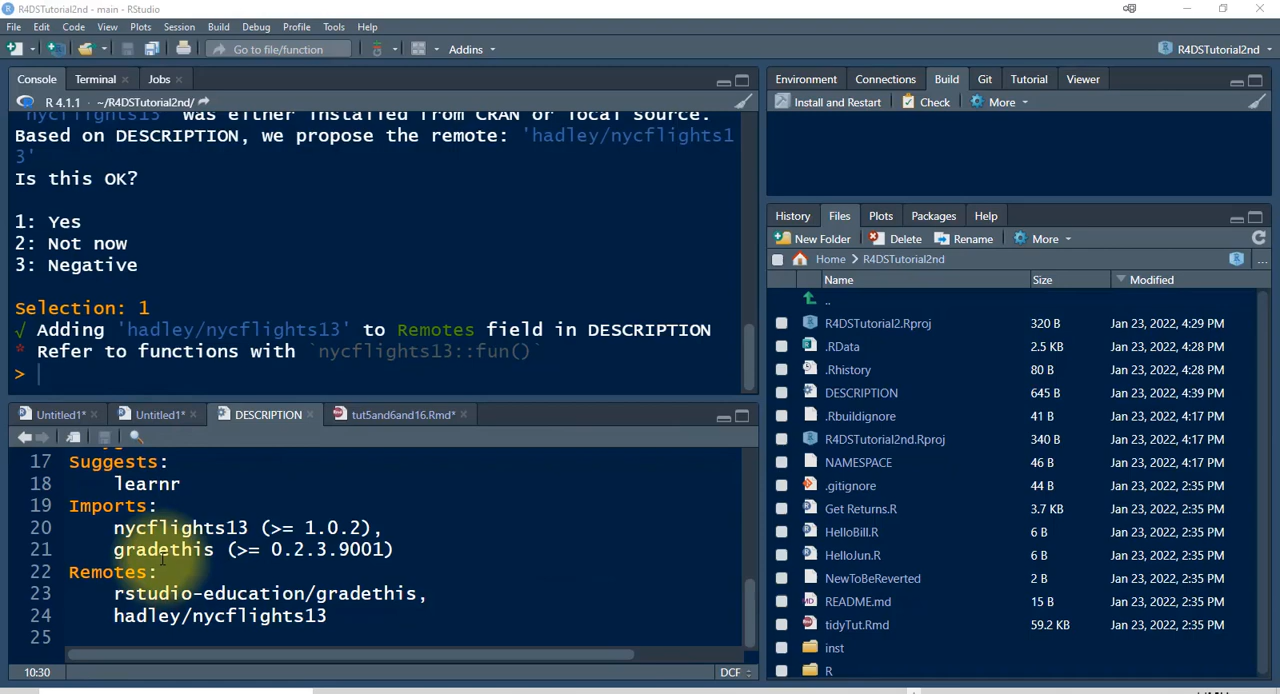 R4DSTutorial2nd - main - RStudio
File Edit Code View Plots Session Build Debug Profile Tools Help
Go to file/function Addins R4DSTutorial2nd
Console Terminal Jobs
R 4.1.1 · ~/R4DSTutorial2nd/
'nycflights13' was either installed from CRAN or local source.
Based on DESCRIPTION, we propose the remote: 'hadley/nycflights1
3'
Is this OK?
1: Yes
2: Not now
3: Negative
Selection: 1
√ Adding 'hadley/nycflights13' to Remotes field in DESCRIPTION
* Refer to functions with `nycflights13::fun()`
>
Untitled1* Untitled1* DESCRIPTION tut5and6and16.Rmd*
17 Suggests:
18 learnr
19 Imports:
20 nycflights13 (>= 1.0.2),
21 gradethis (>= 0.2.3.9001)
22 Remotes:
23 rstudio-education/gradethis,
24 hadley/nycflights13
25
10:30 DCF
Environment Connections Build Git Tutorial Viewer
Install and Restart Check More
History Files Plots Packages Help
New Folder Delete Rename More
Home R4DSTutorial2nd ...
Name Size Modified
..
R4DSTutorial2.Rproj 320 B Jan 23, 2022, 4:29 PM
.RData 2.5 KB Jan 23, 2022, 4:28 PM
.Rhistory 80 B Jan 23, 2022, 4:28 PM
DESCRIPTION 645 B Jan 23, 2022, 4:39 PM
.Rbuildignore 41 B Jan 23, 2022, 4:17 PM
R4DSTutorial2nd.Rproj 340 B Jan 23, 2022, 4:17 PM
NAMESPACE 46 B Jan 23, 2022, 4:17 PM
.gitignore 44 B Jan 23, 2022, 2:35 PM
Get Returns.R 3.7 KB Jan 23, 2022, 2:35 PM
HelloBill.R 6 B Jan 23, 2022, 2:35 PM
HelloJun.R 6 B Jan 23, 2022, 2:35 PM
NewToBeReverted 2 B Jan 23, 2022, 2:35 PM
README.md 15 B Jan 23, 2022, 2:35 PM
tidyTut.Rmd 59.2 KB Jan 23, 2022, 2:35 PM
inst
R